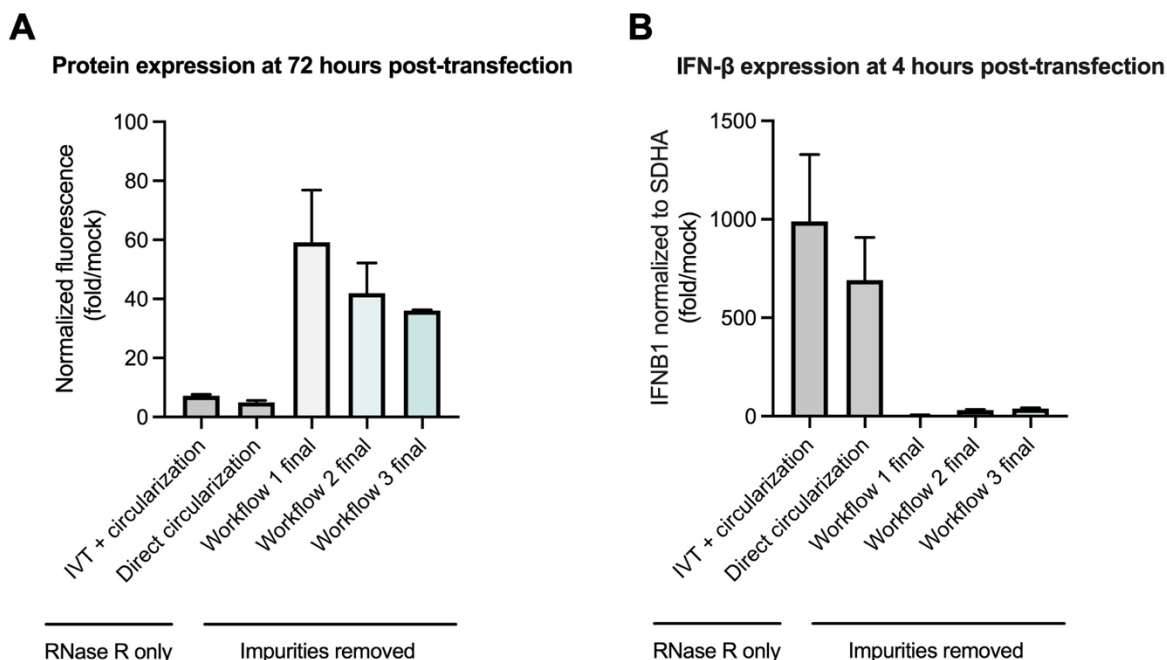 A
Protein expression at 72 hours post-transfection
Normalized fluorescence
(fold/mock)
100
80
60
40
20
0
IVT + circularization
Direct circularization
Workflow 1 final
Workflow 2 final
Workflow 3 final
RNase R only
Impurities removed
B
IFN-β expression at 4 hours post-transfection
IFNB1 normalized to SDHA
(fold/mock)
1500
1000
500
0
IVT + circularization
Direct circularization
Workflow 1 final
Workflow 2 final
Workflow 3 final
RNase R only
Impurities removed